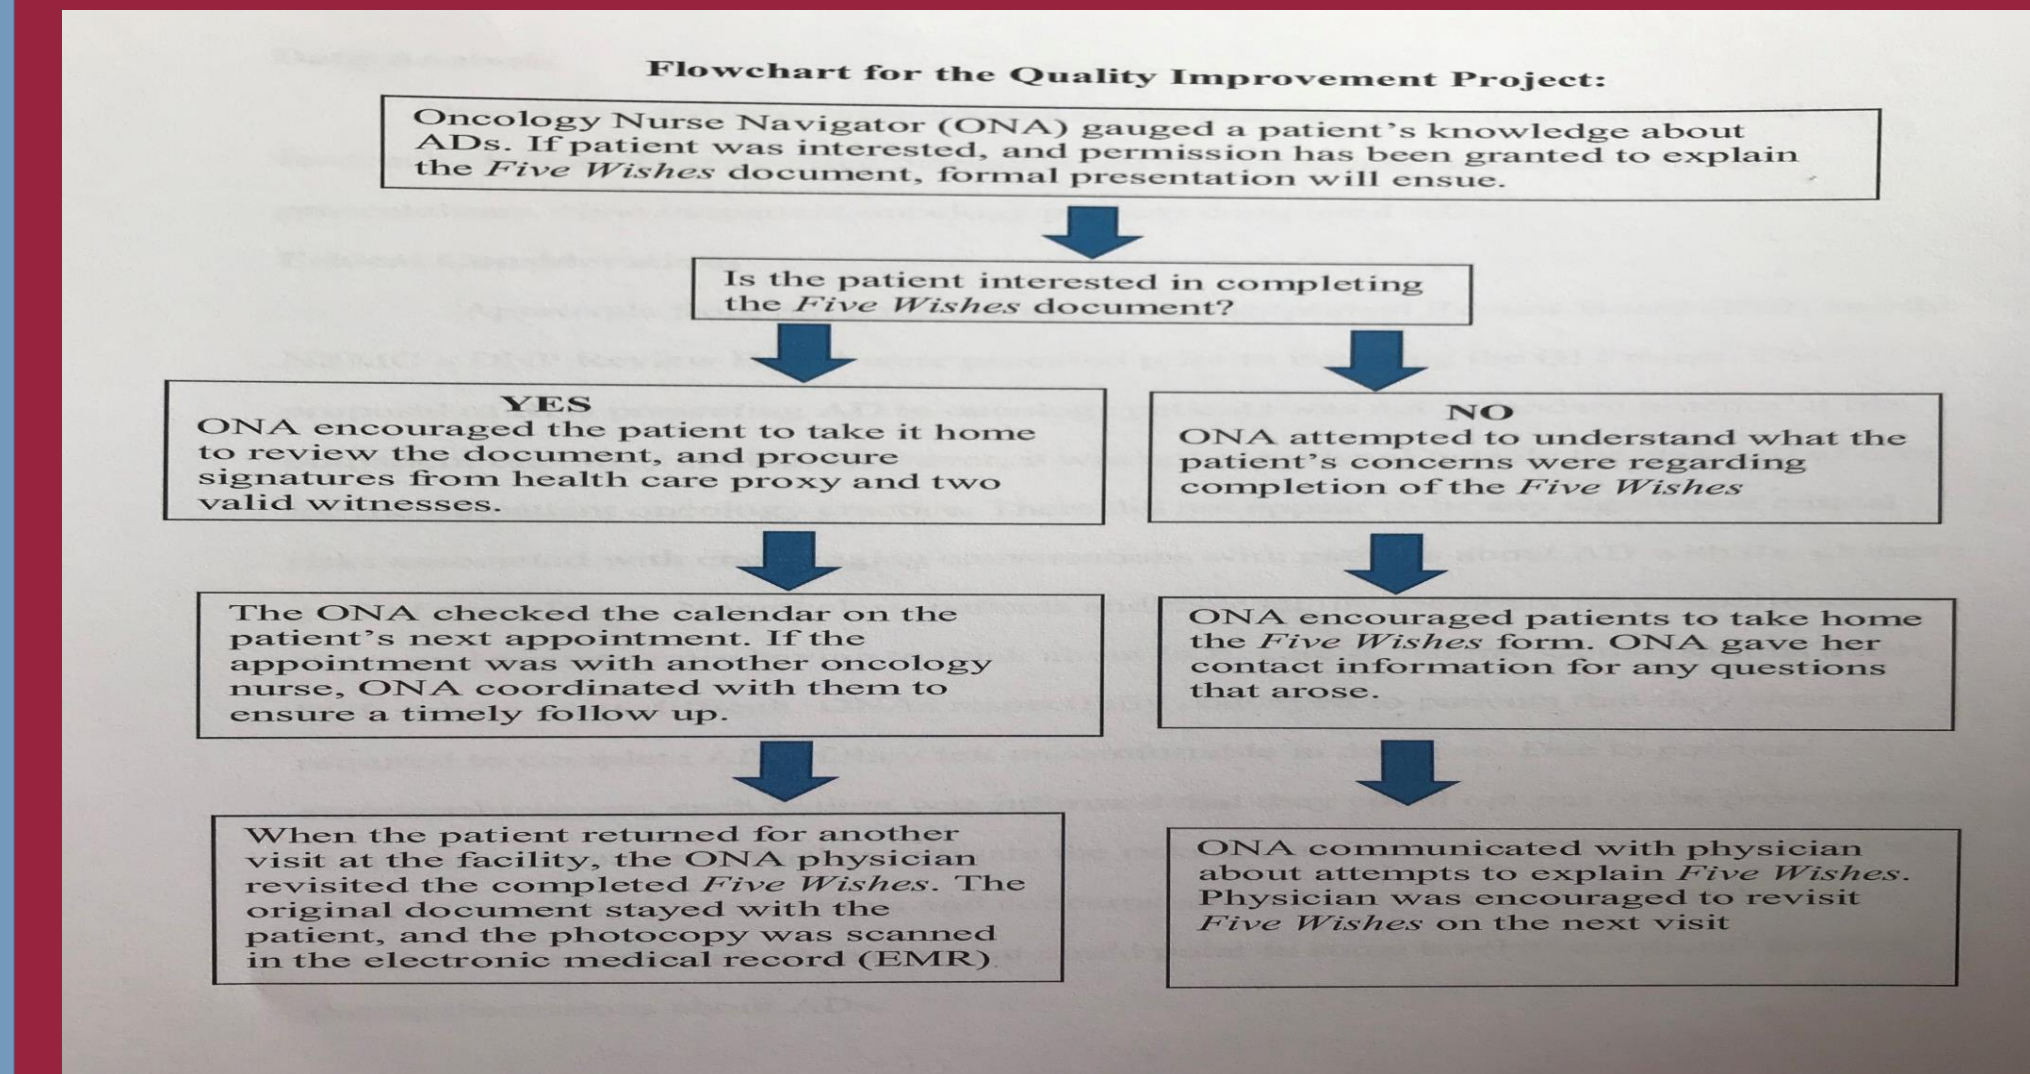 Flowchart for the Quality Improvement Project:
Oncology Nurse Navigator (ONA) gauged a patient's knowledge about
ADs. If patient was interested, and permission has been granted to explain
the Five Wishes document, formal presentation will ensue.
Is the patient interested in completing
the Five Wishes document?
YES
ONA encouraged the patient to take it home
to review the document, and procure
signatures from health care proxy and two
valid witnesses.
The ONA checked the calendar on the
patient's next appointment. If the
appointment was with another oncology
nurse, ONA coordinated with them to
ensure a timely follow up.
When the patient returned for another
visit at the facility, the ONA physician
revisited the completed Five Wishes. The
original document stayed with the
patient, and the photocopy was scanned
in the electronic medical record (EMR)
NO
ONA attempted to understand what the
patient's concerns were regarding
completion of the Five Wishes
ONA encouraged patients to take home
the Five Wishes form. ONA gave her
contact information for any questions
that arose.
ONA communicated with physician
about attempts to explain Five Wishes.
Physician was encouraged to revisit
Five Wishes on the next visit